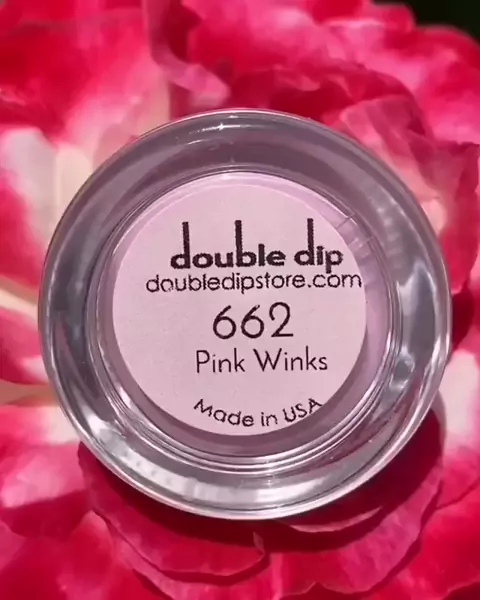 double dip
doubledipstore.com
662
Pink Winks
Made in USA